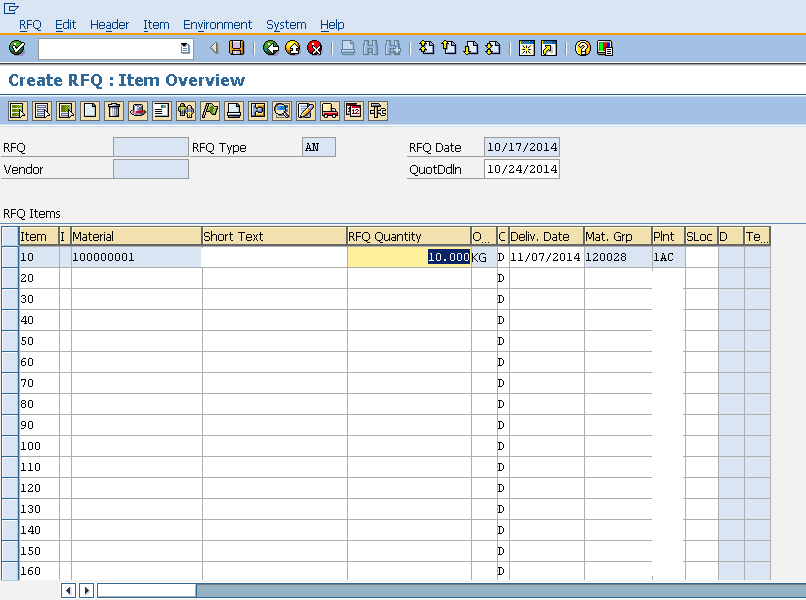 RFQ Edit Header Item Environment System Help
Create RFQ : Item Overview
RFQ RFQ Type AN RFQ Date 10/17/2014
Vendor QuotDdln 10/24/2014
RFQ Items
Item I Material Short Text RFQ Quantity O... C Deliv. Date Mat. Grp Plnt SLoc D Te...
10 100000001 10.000 KG D 11/07/2014 120028 1AC
20 D
30 D
40 D
50 D
60 D
70 D
80 D
90 D
100 D
110 D
120 D
130 D
140 D
150 D
160 D